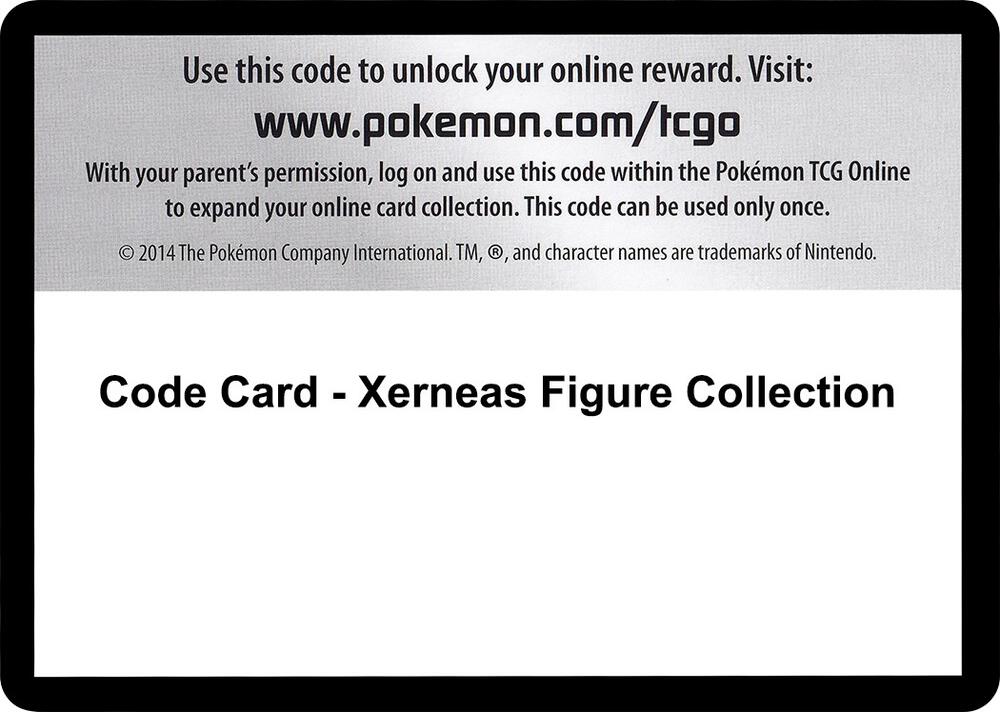 Use this code to unlock your online reward. Visit:
www.pokemon.com/tcgo
With your parent's permission, log on and use this code within the Pokémon TCG Online
to expand your online card collection. This code can be used only once.
© 2014 The Pokémon Company International. TM, ®, and character names are trademarks of Nintendo.
Code Card - Xerneas Figure Collection